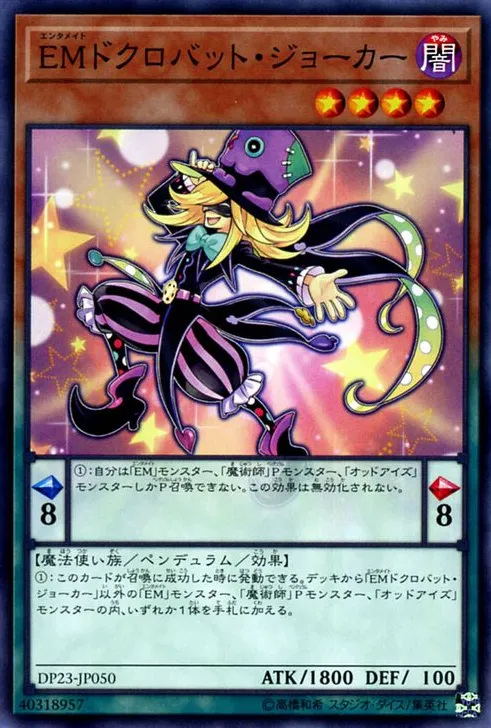 エンタメイト
EMドクロバット・ジョーカー
やみ
闇
①:自分は「EM」モンスター、「魔術師」Pモンスター、「オッドアイズ」
モンスターしかP召喚できない。この効果は無効化されない。
8
8
【魔法使い族/ペンデュラム/効果】
①:このカードが召喚に成功した時に発動できる。デッキから「EMドクロバット・
ジョーカー」以外の「EM」モンスター、「魔術師」Pモンスター、「オッドアイズ」
モンスターの内、いずれか1体を手札に加える。
DP23-JP050
ATK/1800 DEF/ 100
40318957
©高橋和希 スタジオ・ダイス/集英社